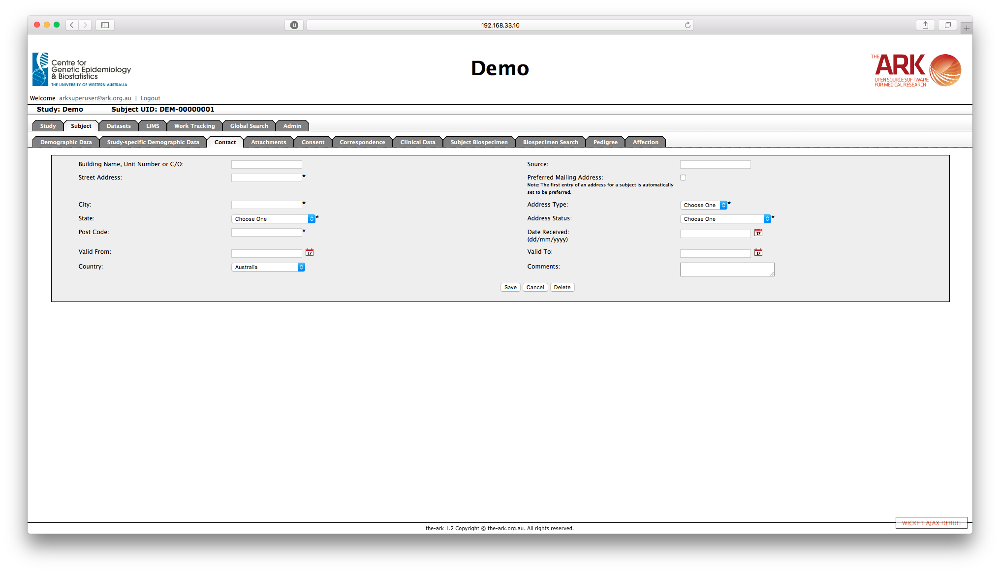 192.168.33.10
Centre for
Genetic Epidemiology
& Biostatistics
THE UNIVERSITY OF WESTERN AUSTRALIA
Demo
THE ARK
OPEN SOURCE SOFTWARE
FOR MEDICAL RESEARCH
Welcome arksuperuser@ark.org.au | Logout
Study: Demo Subject UID: DEM-00000001
Study Subject Datasets LIMS Work Tracking Global Search Admin
Demographic Data Study-specific Demographic Data Contact Attachments Consent Correspondence Clinical Data Subject Biospecimen Biospecimen Search Pedigree Affection
Building Name, Unit Number or C/O: Source:
Street Address: * Preferred Mailing Address:
Note: The first entry of an address for a subject is automatically
set to be preferred.
City: * Address Type: Choose One *
State: Choose One * Address Status: Choose One *
Post Code: * Date Received:
(dd/mm/yyyy)
17
Valid From: 17 Valid To: 17
Country: Australia Comments:
Save Cancel Delete
WICKET AJAX DEBUG
the-ark 1.2 Copyright © the-ark.org.au. All rights reserved.